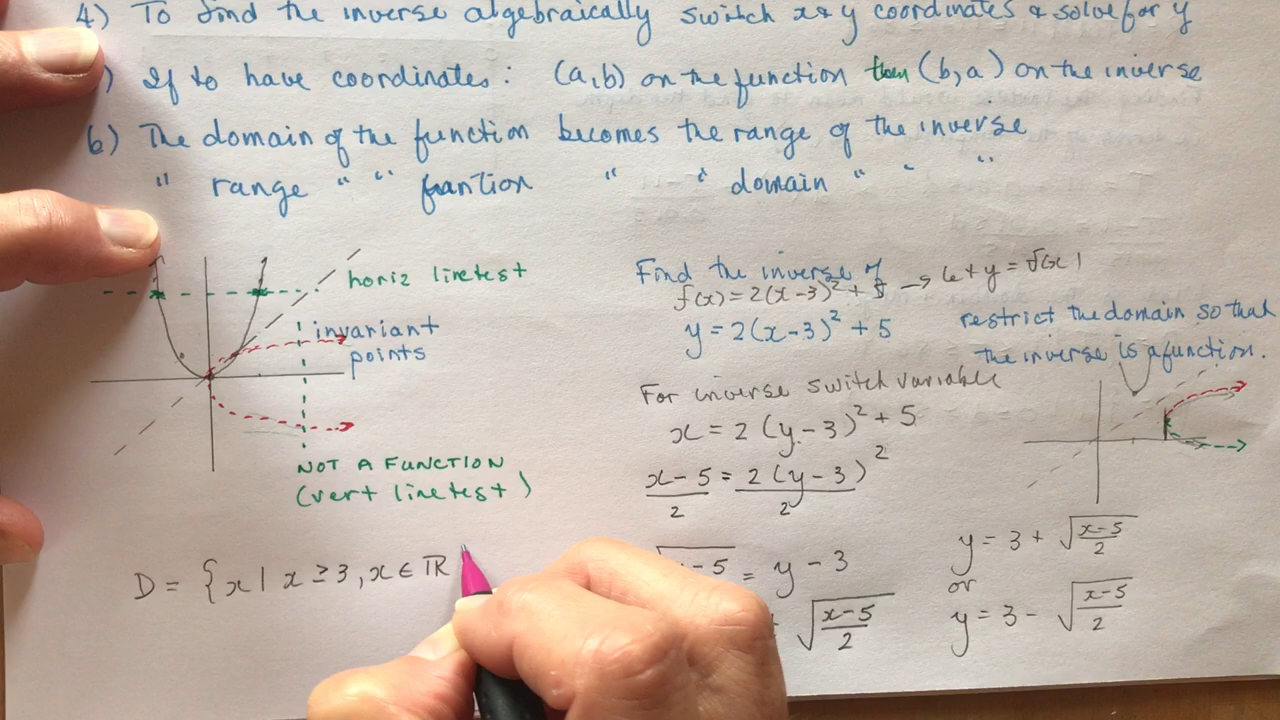 4) To find the inverse algebraically switch x & y coordinates & solve for y
) If to have coordinates: (a,b) on the function then (b,a) on the inverse
6) The domain of the function becomes the range of the inverse
" range " " function " " domain " " "
horiz line test
invariant
points
NOT A FUNCTION
(vert line test)
D = {x | x ≥ 3, x ∈ ℝ
Find the inverse of
f(x) = 2(x-3)² + 5 → let y = f(x)
y = 2(x-3)² + 5
restrict the domain so that
the inverse is a function.
For inverse switch variable
x = 2(y-3)² + 5
x-5 = 2(y-3)²
2 2
-5 = y - 3
√(x-5)/2
y = 3 + √(x-5)/2
or
y = 3 - √(x-5)/2